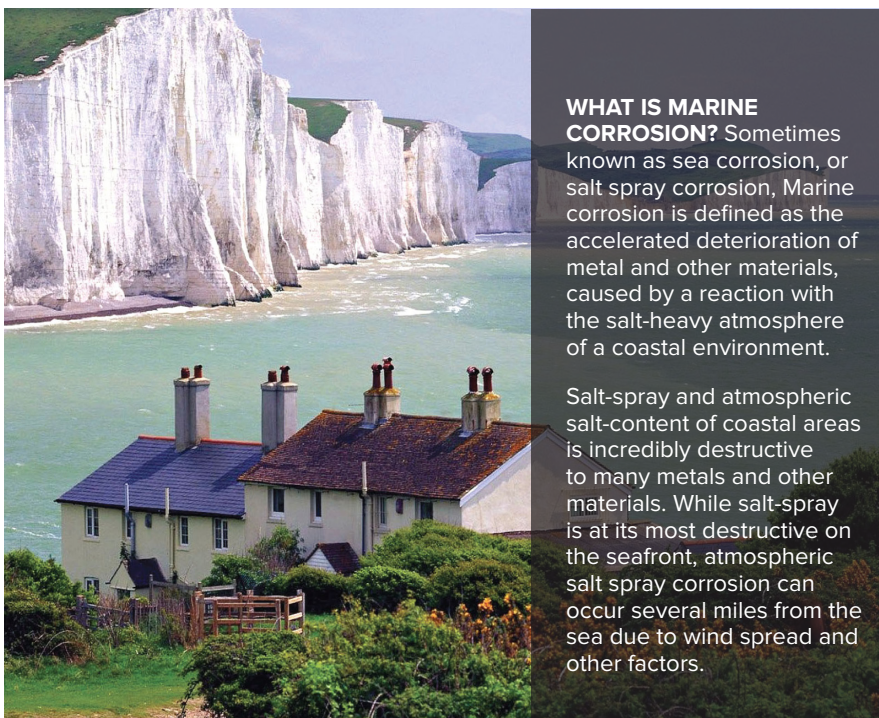 WHAT IS MARINE
CORROSION? Sometimes
known as sea corrosion, or
salt spray corrosion, Marine
corrosion is defined as the
accelerated deterioration of
metal and other materials,
caused by a reaction with
the salt-heavy atmosphere
of a coastal environment.
Salt-spray and atmospheric
salt-content of coastal areas
is incredibly destructive
to many metals and other
materials. While salt-spray
is at its most destructive on
the seafront, atmospheric
salt spray corrosion can
occur several miles from the
sea due to wind spread and
other factors.